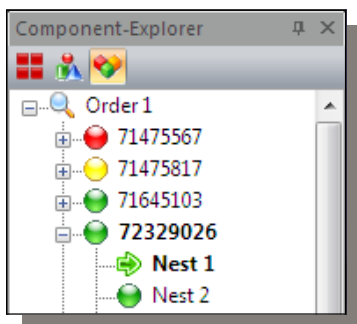 Component-Explorer
Order 1
71475567
71475817
71645103
72329026
Nest 1
Nest 2